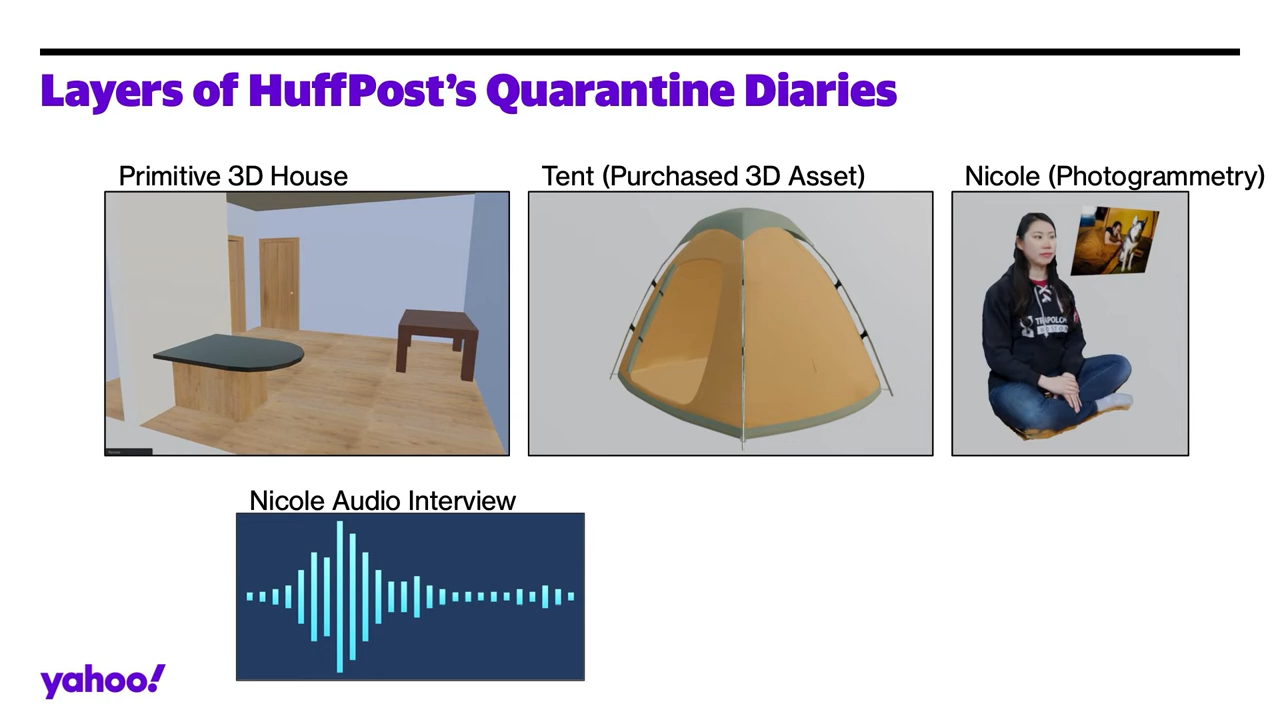 Layers of HuffPost's Quarantine Diaries
Primitive 3D House
Tent (Purchased 3D Asset)
Nicole (Photogrammetry)
Nicole Audio Interview
yahoo!